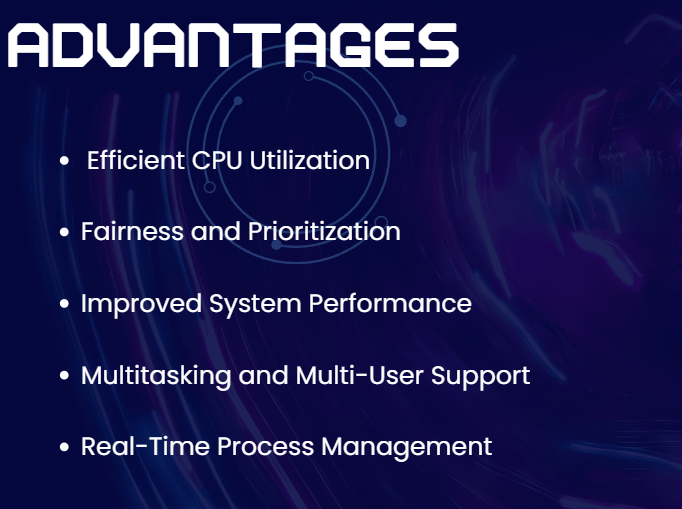 ADVANTAGES
• Efficient CPU Utilization
• Fairness and Prioritization
• Improved System Performance
• Multitasking and Multi-User Support
• Real-Time Process Management